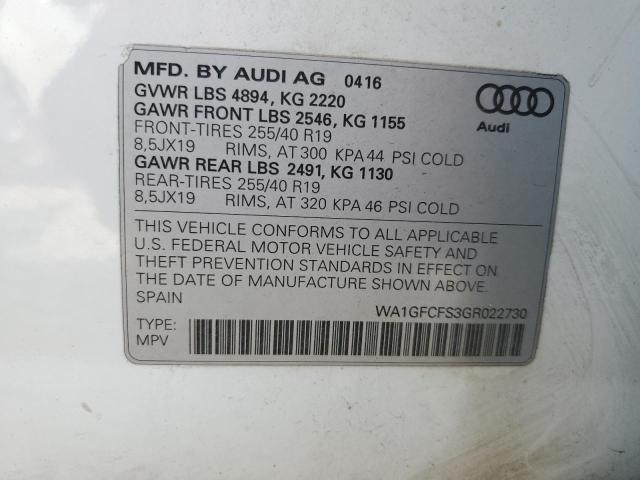 MFD. BY AUDI AG 0416
GVWR LBS 4894, KG 2220
GAWR FRONT LBS 2546, KG 1155
FRONT-TIRES 255/40 R19
8,5JX19 RIMS, AT 300 KPA 44 PSI COLD
GAWR REAR LBS 2491, KG 1130
REAR-TIRES 255/40 R19
8,5JX19 RIMS, AT 320 KPA 46 PSI COLD
Audi
THIS VEHICLE CONFORMS TO ALL APPLICABLE
U.S. FEDERAL MOTOR VEHICLE SAFETY AND
THEFT PREVENTION STANDARDS IN EFFECT ON
THE DATE OF MANUFACTURE SHOWN ABOVE.
SPAIN
WA1GFCFS3GR022730
TYPE:
MPV